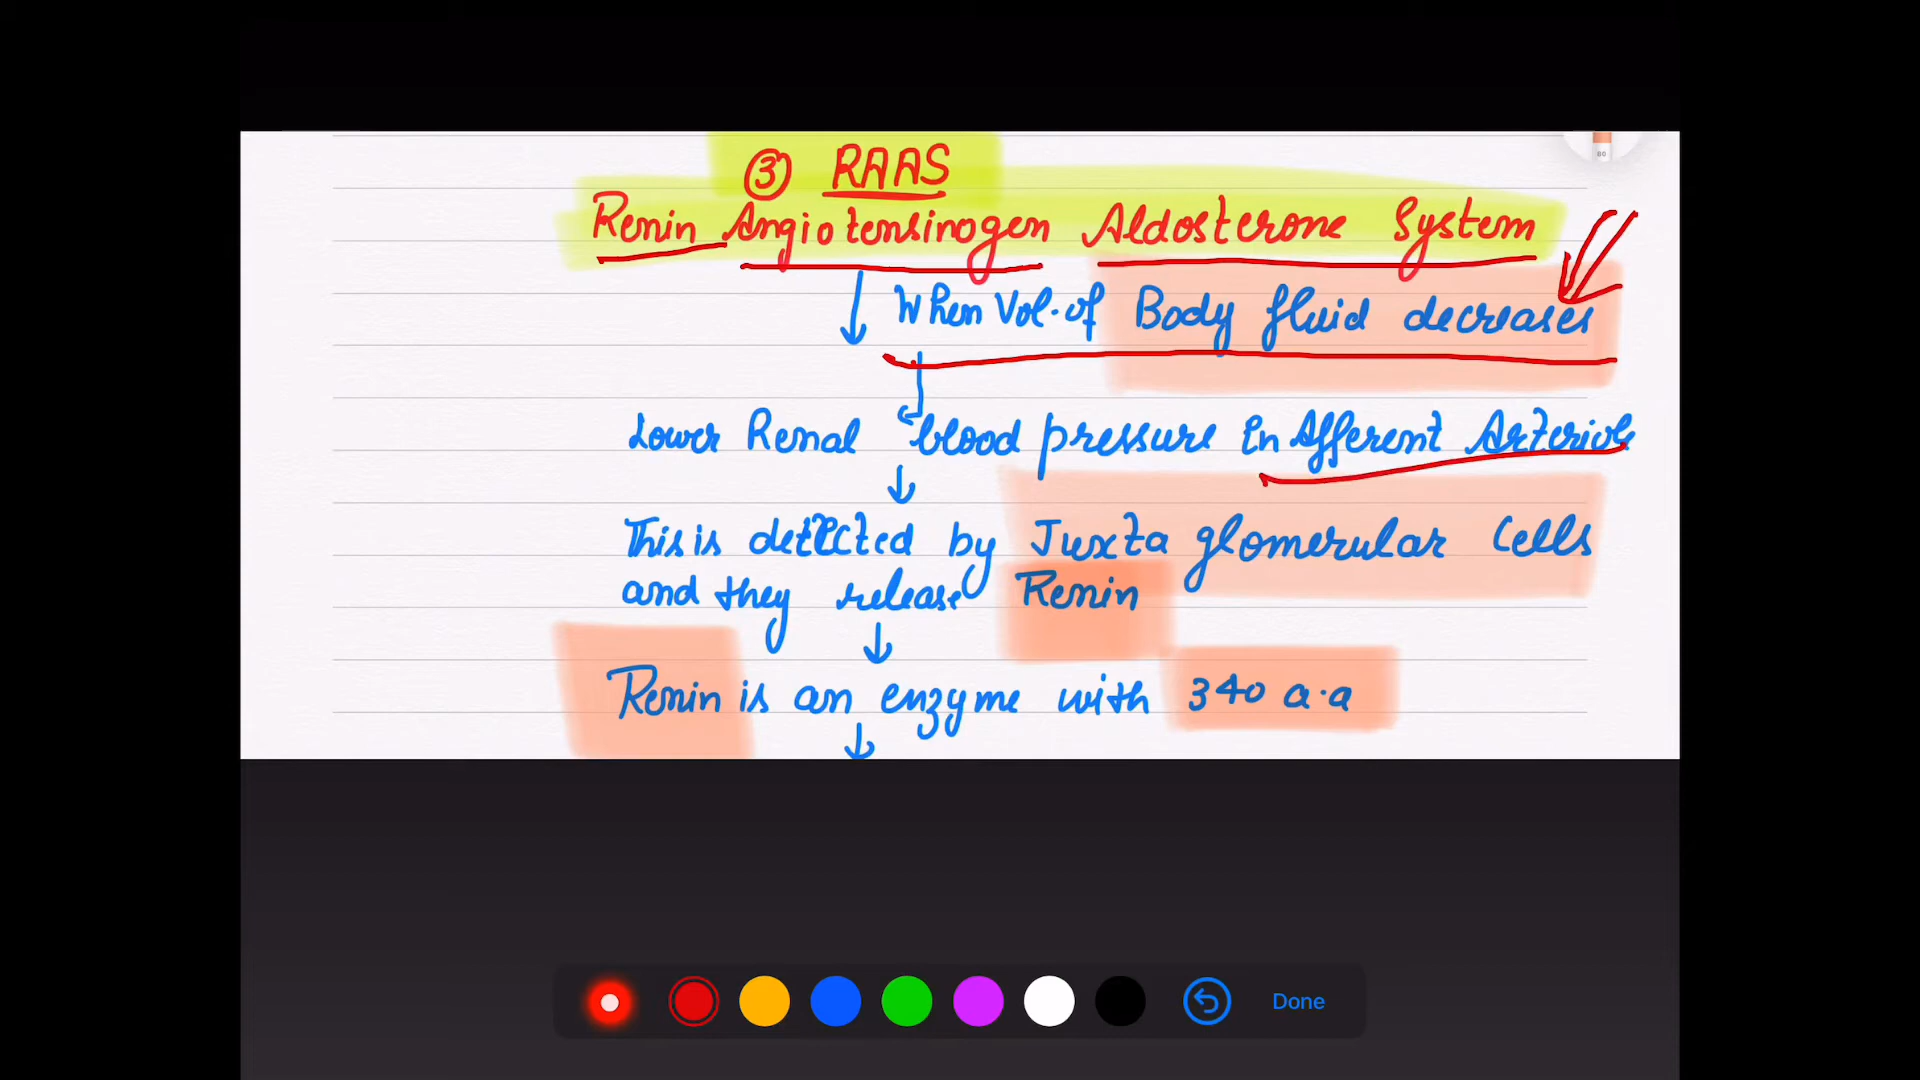 ③ RAAS
Renin Angiotensinogen Aldosterone System
When Vol. of Body fluid decreases
Lower Renal blood pressure in Afferent Arteriole
This is detected by Juxta glomerular Cells
and they release Renin
Renin is an enzyme with 340 a.a
80
Done